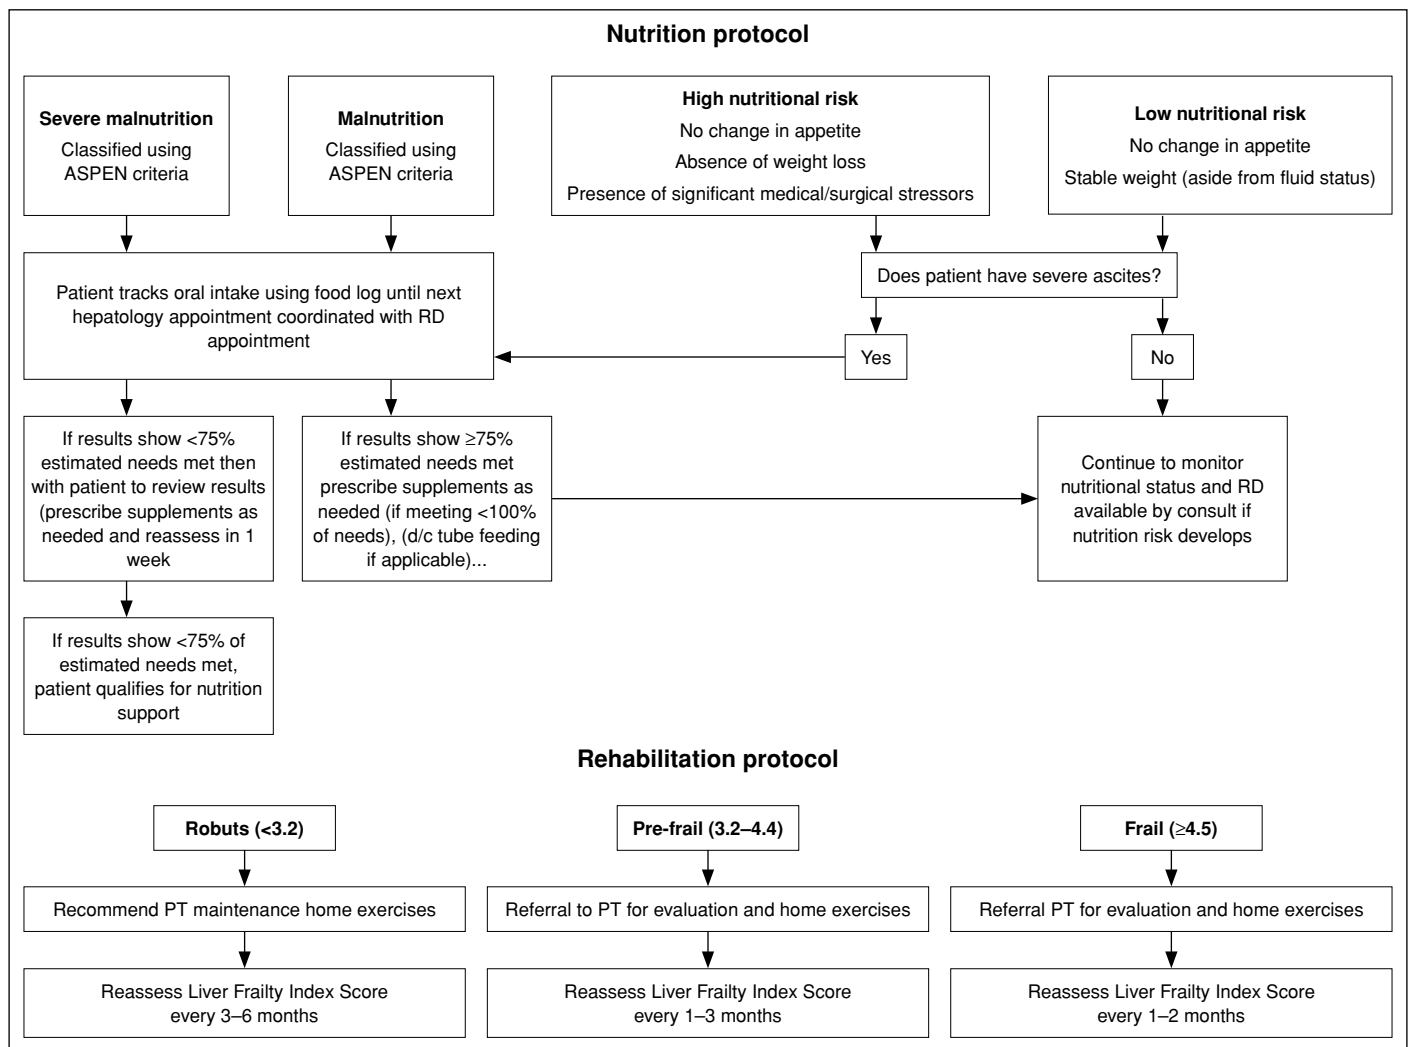 Nutrition protocol
Severe malnutrition
Classified using
ASPEN criteria
Malnutrition
Classified using
ASPEN criteria
High nutritional risk
No change in appetite
Absence of weight loss
Presence of significant medical/surgical stressors
Low nutritional risk
No change in appetite
Stable weight (aside from fluid status)
Patient tracks oral intake using food log until next
hepatology appointment coordinated with RD
appointment
Does patient have severe ascites?
Yes
No
If results show <75%
estimated needs met then
with patient to review results
(prescribe supplements as
needed and reassess in 1
week
If results show ≥75%
estimated needs met
prescribe supplements as
needed (if meeting <100%
of needs), (d/c tube feeding
if applicable)...
Continue to monitor
nutritional status and RD
available by consult if
nutrition risk develops
If results show <75% of
estimated needs met,
patient qualifies for nutrition
support
Rehabilitation protocol
Robuts (<3.2)
Pre-frail (3.2–4.4)
Frail (≥4.5)
Recommend PT maintenance home exercises
Referral to PT for evaluation and home exercises
Referral PT for evaluation and home exercises
Reassess Liver Frailty Index Score
every 3–6 months
Reassess Liver Frailty Index Score
every 1–3 months
Reassess Liver Frailty Index Score
every 1–2 months